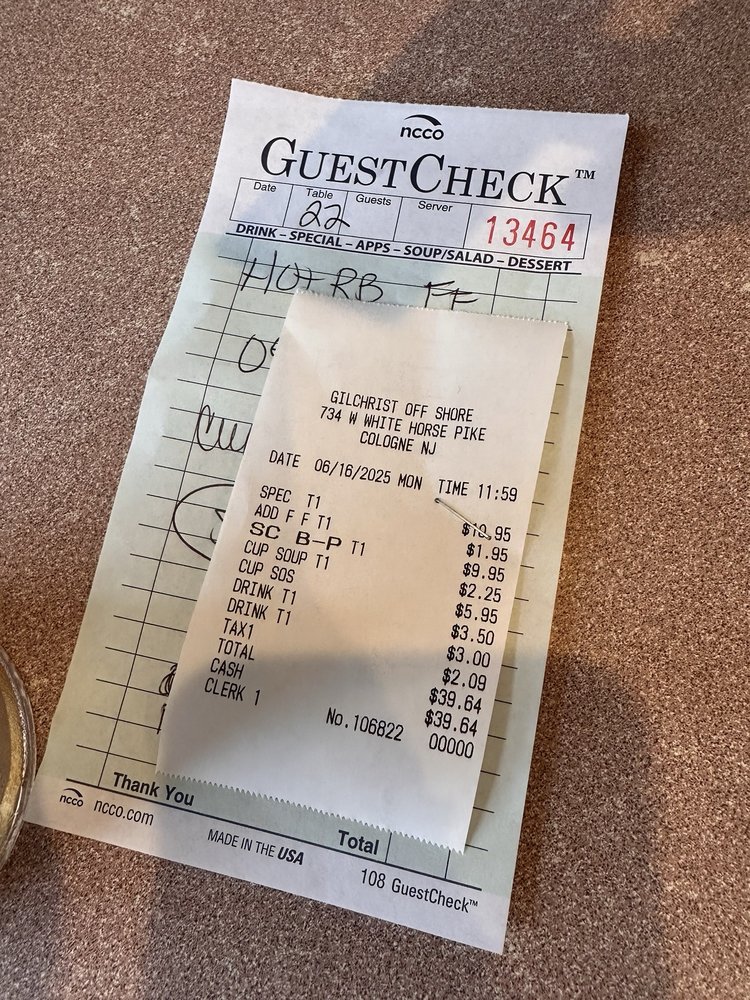 ncco
GUESTCHECK™
Date Table Guests Server
22 13464
DRINK – SPECIAL – APPS – SOUP/SALAD – DESSERT
HOT RB FF
GILCHRIST OFF SHORE
734 W WHITE HORSE PIKE
COLOGNE NJ
DATE 06/16/2025 MON TIME 11:59
SPEC T1 $10.95
ADD F F T1 $1.95
SC B-P T1 $9.95
CUP SOUP T1 $2.25
CUP SOS $5.95
DRINK T1 $3.50
DRINK T1 $3.00
TAX1 $2.09
TOTAL $39.64
CASH $39.64
CLERK 1 No.106822 00000
Thank You
ncco ncco.com
MADE IN THE USA
Total
108 GuestCheck™